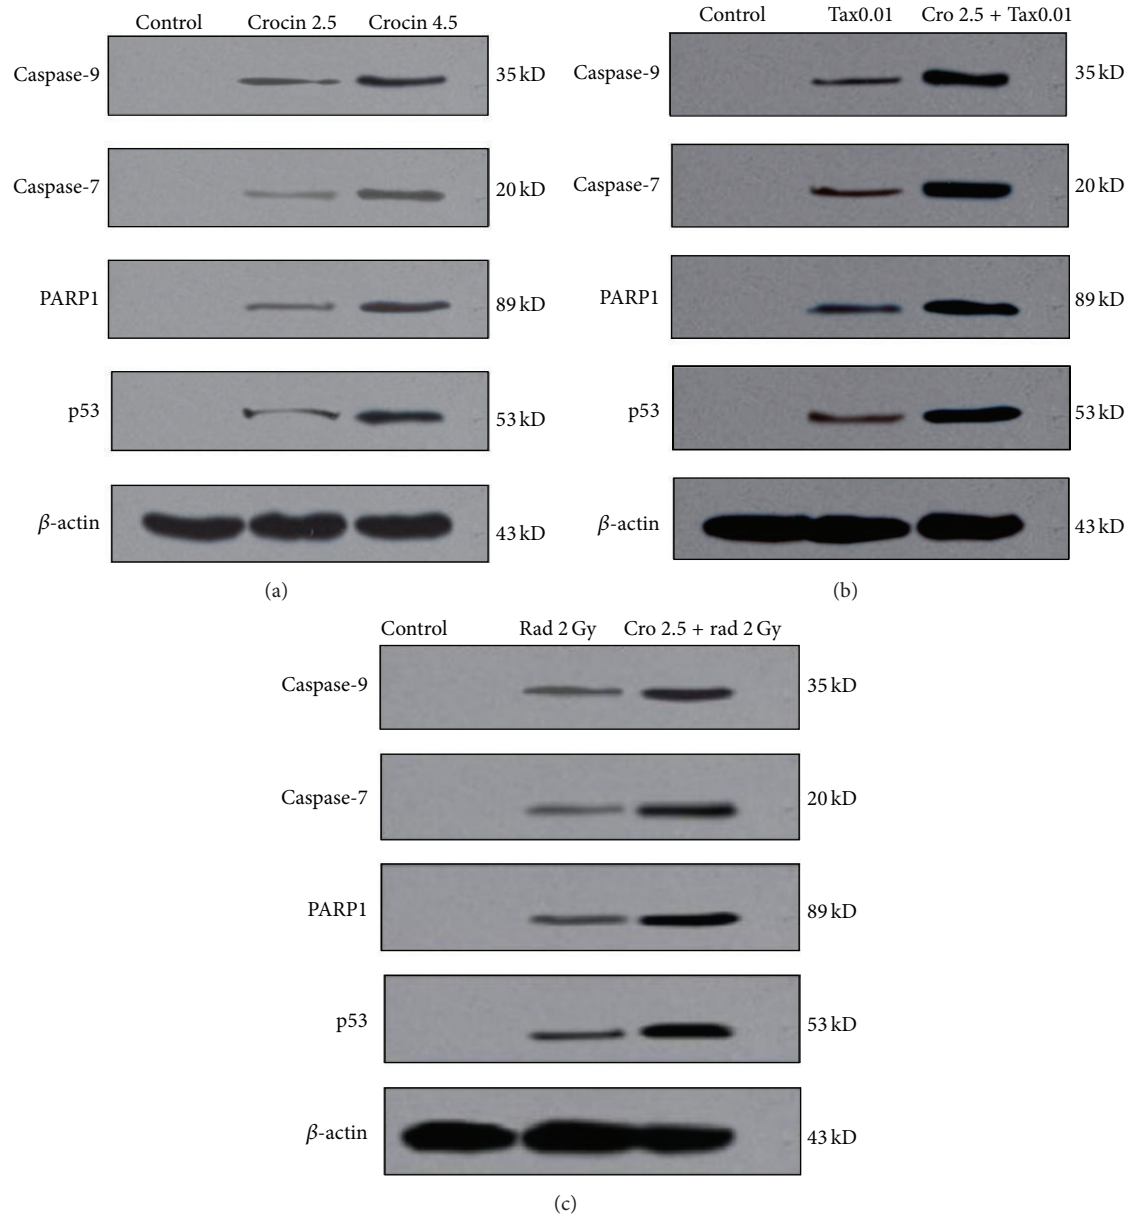 Control Crocin 2.5 Crocin 4.5
Caspase-9 35 kD
Caspase-7 20 kD
PARP1 89 kD
p53 53 kD
β-actin 43 kD
(a)
Control Tax0.01 Cro 2.5 + Tax0.01
Caspase-9 35 kD
Caspase-7 20 kD
PARP1 89 kD
p53 53 kD
β-actin 43 kD
(b)
Control Rad 2 Gy Cro 2.5 + rad 2 Gy
Caspase-9 35 kD
Caspase-7 20 kD
PARP1 89 kD
p53 53 kD
β-actin 43 kD
(c)